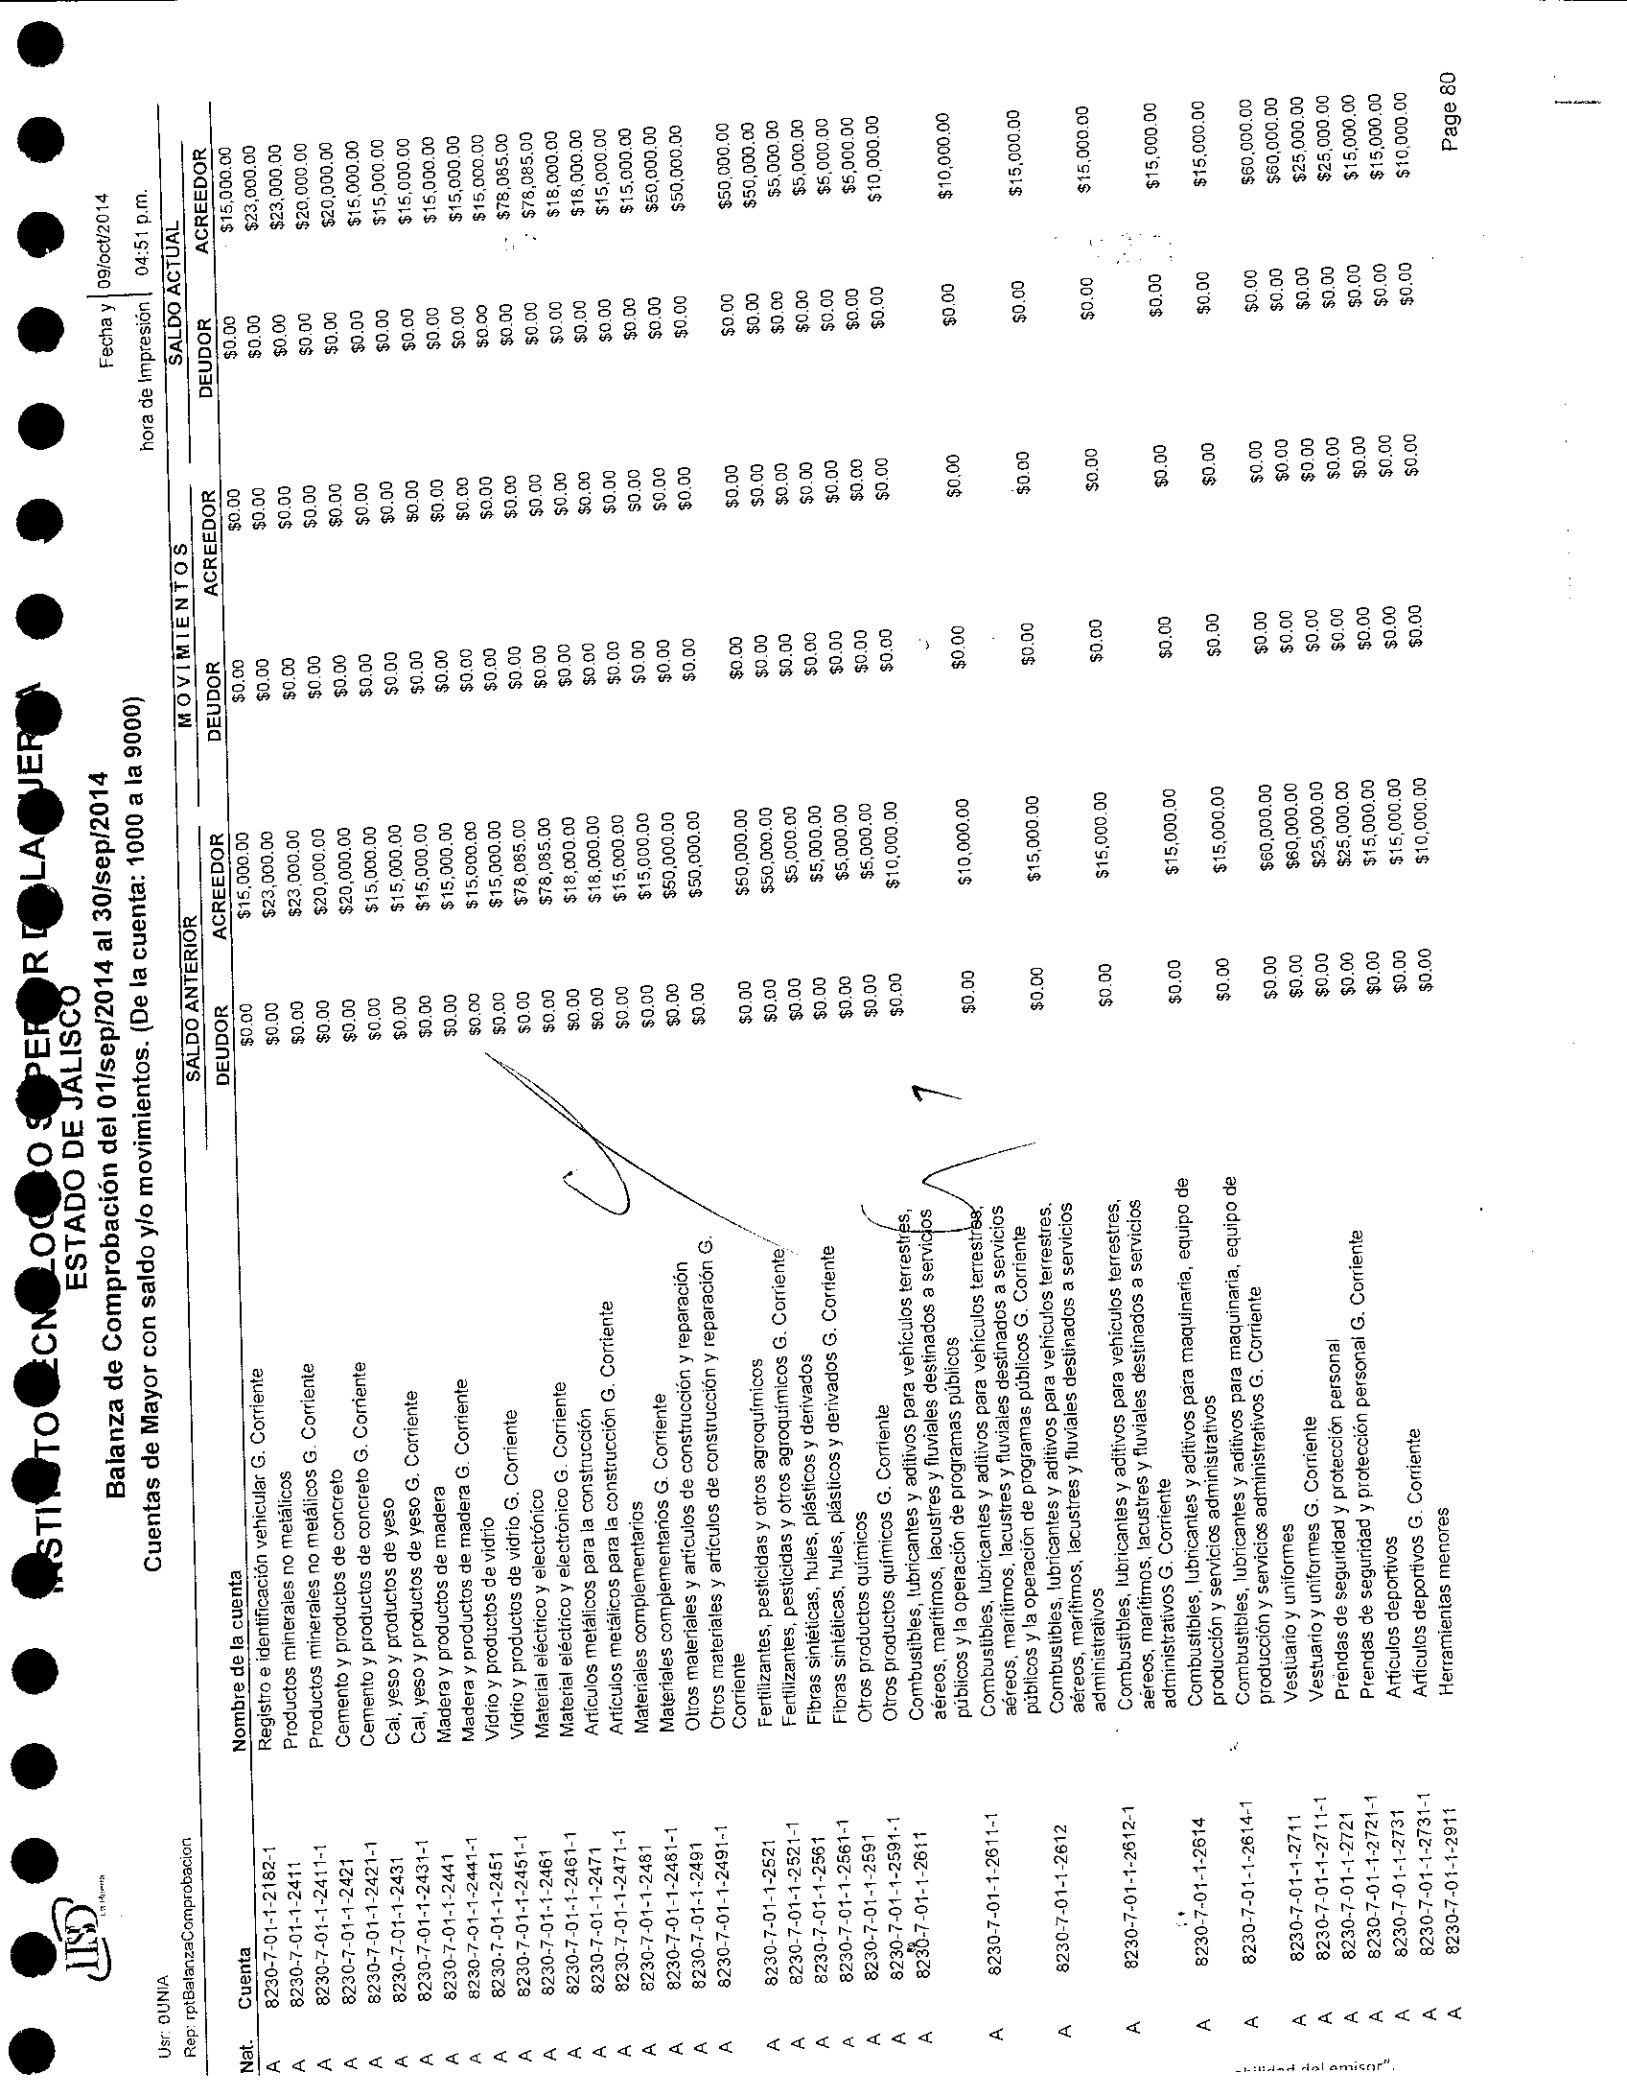 INSTITUTO TECNOLOGICO SUPERIOR DE LA HUERTA
ESTADO DE JALISCO
Balanza de Comprobación del 01/sep/2014 al 30/sep/2014
Cuentas de Mayor con saldo y/o movimientos. (De la cuenta: 1000 a la 9000)
Usr: OUNIA
Rep: rptBalanzaComprobacion
Fecha y 09/oct/2014
hora de Impresión 04:51 p.m.
SALDO ANTERIOR MOVIMIENTOS SALDO ACTUAL
Nat. Cuenta Nombre de la cuenta DEUDOR ACREEDOR DEUDOR ACREEDOR DEUDOR ACREEDOR
A 8230-7-01-1-2182-1 Registro e identificación vehicular G. Corriente $0.00 $15,000.00 $0.00 $0.00 $0.00 $15,000.00
A 8230-7-01-1-2411 Productos minerales no metálicos $0.00 $23,000.00 $0.00 $0.00 $0.00 $23,000.00
A 8230-7-01-1-2411-1 Productos minerales no metálicos G. Corriente $0.00 $23,000.00 $0.00 $0.00 $0.00 $23,000.00
A 8230-7-01-1-2421 Cemento y productos de concreto $0.00 $20,000.00 $0.00 $0.00 $0.00 $20,000.00
A 8230-7-01-1-2421-1 Cemento y productos de concreto G. Corriente $0.00 $20,000.00 $0.00 $0.00 $0.00 $20,000.00
A 8230-7-01-1-2431 Cal, yeso y productos de yeso $0.00 $15,000.00 $0.00 $0.00 $0.00 $15,000.00
A 8230-7-01-1-2431-1 Cal, yeso y productos de yeso G. Corriente $0.00 $15,000.00 $0.00 $0.00 $0.00 $15,000.00
A 8230-7-01-1-2441 Madera y productos de madera $0.00 $15,000.00 $0.00 $0.00 $0.00 $15,000.00
A 8230-7-01-1-2441-1 Madera y productos de madera G. Corriente $0.00 $15,000.00 $0.00 $0.00 $0.00 $15,000.00
A 8230-7-01-1-2451 Vidrio y productos de vidrio $0.00 $15,000.00 $0.00 $0.00 $0.00 $15,000.00
A 8230-7-01-1-2451-1 Vidrio y productos de vidrio G. Corriente $0.00 $15,000.00 $0.00 $0.00 $0.00 $15,000.00
A 8230-7-01-1-2461 Material eléctrico y electrónico $0.00 $78,085.00 $0.00 $0.00 $0.00 $78,085.00
A 8230-7-01-1-2461-1 Material eléctrico y electrónico G. Corriente $0.00 $78,085.00 $0.00 $0.00 $0.00 $78,085.00
A 8230-7-01-1-2471 Artículos metálicos para la construcción $0.00 $18,000.00 $0.00 $0.00 $0.00 $18,000.00
A 8230-7-01-1-2471-1 Artículos metálicos para la construcción G. Corriente $0.00 $18,000.00 $0.00 $0.00 $0.00 $18,000.00
A 8230-7-01-1-2481 Materiales complementarios $0.00 $15,000.00 $0.00 $0.00 $0.00 $15,000.00
A 8230-7-01-1-2481-1 Materiales complementarios G. Corriente $0.00 $15,000.00 $0.00 $0.00 $0.00 $15,000.00
A 8230-7-01-1-2491 Otros materiales y artículos de construcción y reparación $0.00 $50,000.00 $0.00 $0.00 $0.00 $50,000.00
A 8230-7-01-1-2491-1 Otros materiales y artículos de construcción y reparación G. $0.00 $50,000.00 $0.00 $0.00 $0.00 $50,000.00
Corriente
A 8230-7-01-1-2521 Fertilizantes, pesticidas y otros agroquímicos $0.00 $50,000.00 $0.00 $0.00 $0.00 $50,000.00
A 8230-7-01-1-2521-1 Fertilizantes, pesticidas y otros agroquímicos G. Corriente $0.00 $50,000.00 $0.00 $0.00 $0.00 $50,000.00
A 8230-7-01-1-2561 Fibras sintéticas, hules, plásticos y derivados $0.00 $5,000.00 $0.00 $0.00 $0.00 $5,000.00
A 8230-7-01-1-2561-1 Fibras sintéticas, hules, plásticos y derivados G. Corriente $0.00 $5,000.00 $0.00 $0.00 $0.00 $5,000.00
A 8230-7-01-1-2591 Otros productos químicos $0.00 $5,000.00 $0.00 $0.00 $0.00 $5,000.00
A 8230-7-01-1-2591-1 Otros productos químicos G. Corriente $0.00 $5,000.00 $0.00 $0.00 $0.00 $5,000.00
A 8230-7-01-1-2611 Combustibles, lubricantes y aditivos para vehículos terrestres, $0.00 $10,000.00 $0.00 $0.00 $0.00 $10,000.00
aéreos, marítimos, lacustres y fluviales destinados a servicios
públicos y la operación de programas públicos
A 8230-7-01-1-2611-1 Combustibles, lubricantes y aditivos para vehículos terrestres, $0.00 $10,000.00 $0.00 $0.00 $0.00 $10,000.00
aéreos, marítimos, lacustres y fluviales destinados a servicios
públicos y la operación de programas públicos G. Corriente
A 8230-7-01-1-2612 Combustibles, lubricantes y aditivos para vehículos terrestres, $0.00 $15,000.00 $0.00 $0.00 $0.00 $15,000.00
aéreos, marítimos, lacustres y fluviales destinados a servicios
administrativos
A 8230-7-01-1-2612-1 Combustibles, lubricantes y aditivos para vehículos terrestres, $0.00 $15,000.00 $0.00 $0.00 $0.00 $15,000.00
aéreos, marítimos, lacustres y fluviales destinados a servicios
administrativos G. Corriente
A 8230-7-01-1-2614 Combustibles, lubricantes y aditivos para maquinaria, equipo de $0.00 $15,000.00 $0.00 $0.00 $0.00 $15,000.00
producción y servicios administrativos
A 8230-7-01-1-2614-1 Combustibles, lubricantes y aditivos para maquinaria, equipo de $0.00 $15,000.00 $0.00 $0.00 $0.00 $15,000.00
producción y servicios administrativos G. Corriente
A 8230-7-01-1-2711 Vestuario y uniformes $0.00 $60,000.00 $0.00 $0.00 $0.00 $60,000.00
A 8230-7-01-1-2711-1 Vestuario y uniformes G. Corriente $0.00 $60,000.00 $0.00 $0.00 $0.00 $60,000.00
A 8230-7-01-1-2721 Prendas de seguridad y protección personal $0.00 $25,000.00 $0.00 $0.00 $0.00 $25,000.00
A 8230-7-01-1-2721-1 Prendas de seguridad y protección personal G. Corriente $0.00 $25,000.00 $0.00 $0.00 $0.00 $25,000.00
A 8230-7-01-1-2731 Artículos deportivos $0.00 $15,000.00 $0.00 $0.00 $0.00 $15,000.00
A 8230-7-01-1-2731-1 Artículos deportivos G. Corriente $0.00 $15,000.00 $0.00 $0.00 $0.00 $15,000.00
A 8230-7-01-1-2911 Herramientas menores $0.00 $10,000.00 $0.00 $0.00 $0.00 $10,000.00
Page 80
del emisor".